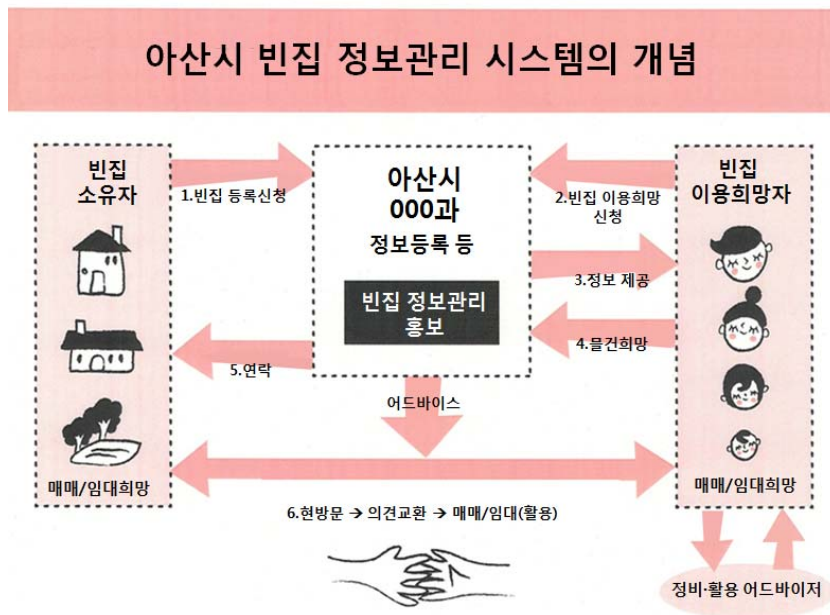 아산시 빈집 정보관리 시스템의 개념
빈집
소유자
1.빈집 등록신청
아산시
000과
정보등록 등
빈집 정보관리
홍보
2.빈집 이용희망
신청
빈집
이용희망자
3.정보 제공
4.물건희망
5.연락
어드바이스
매매/임대희망
매매/임대희망
6.현방문 → 의견교환 → 매매/임대(활용)
정비·활용 어드바이저